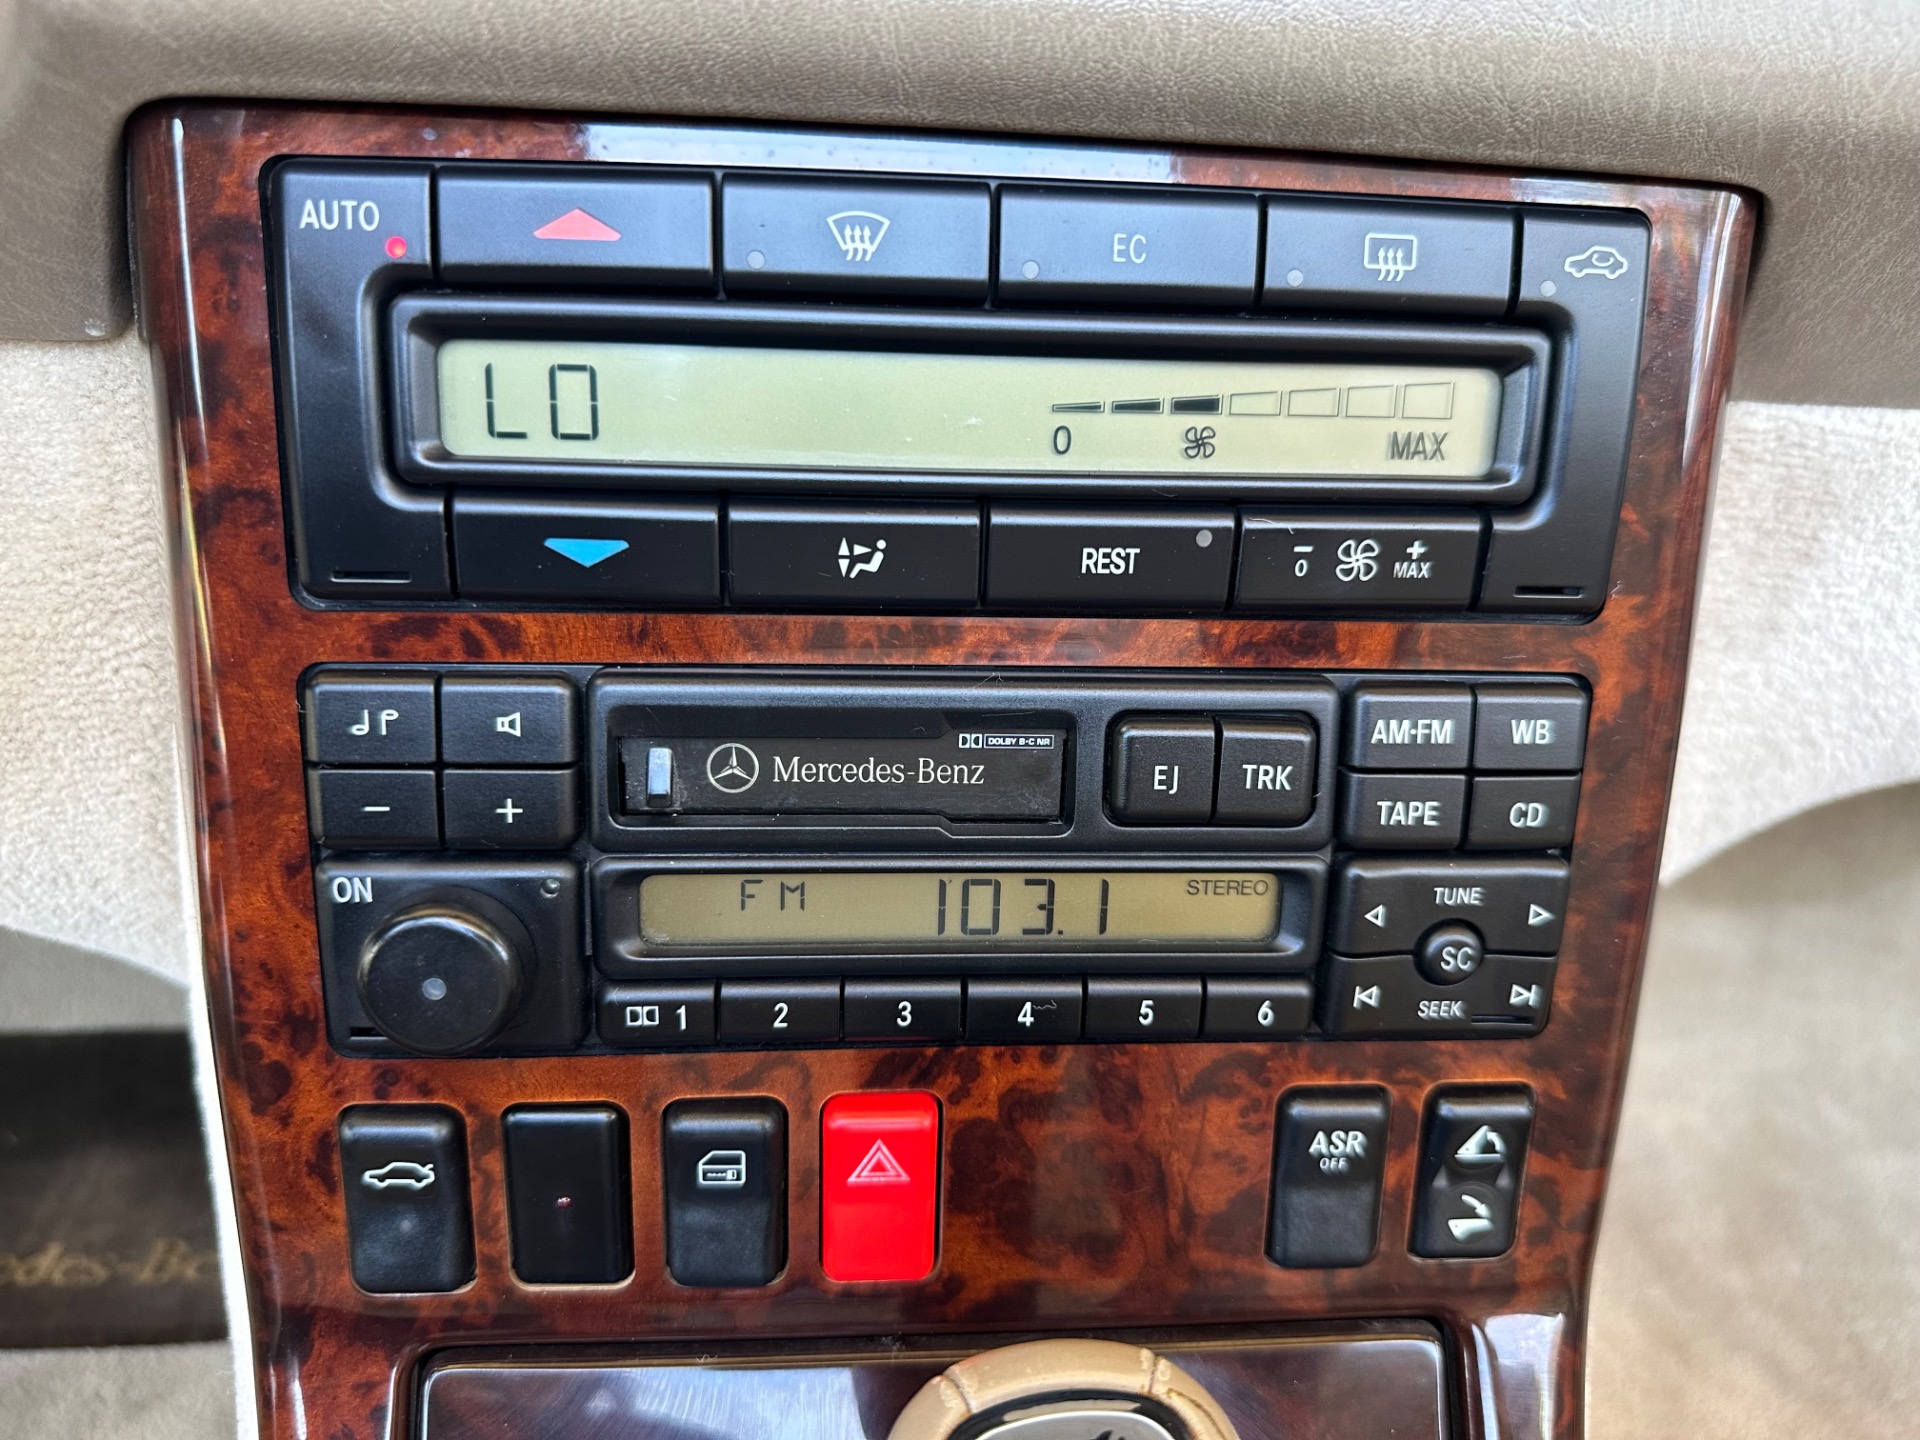 AUTO
EC
LO
0
MAX
REST
− 0 + MAX
DOLBY B-C NR
Mercedes-Benz
EJ TRK
AM•FM WB
TAPE CD
− +
ON
FM 103.1 STEREO
TUNE
SC
SEEK
1 2 3 4 5 6
ASR
OFF